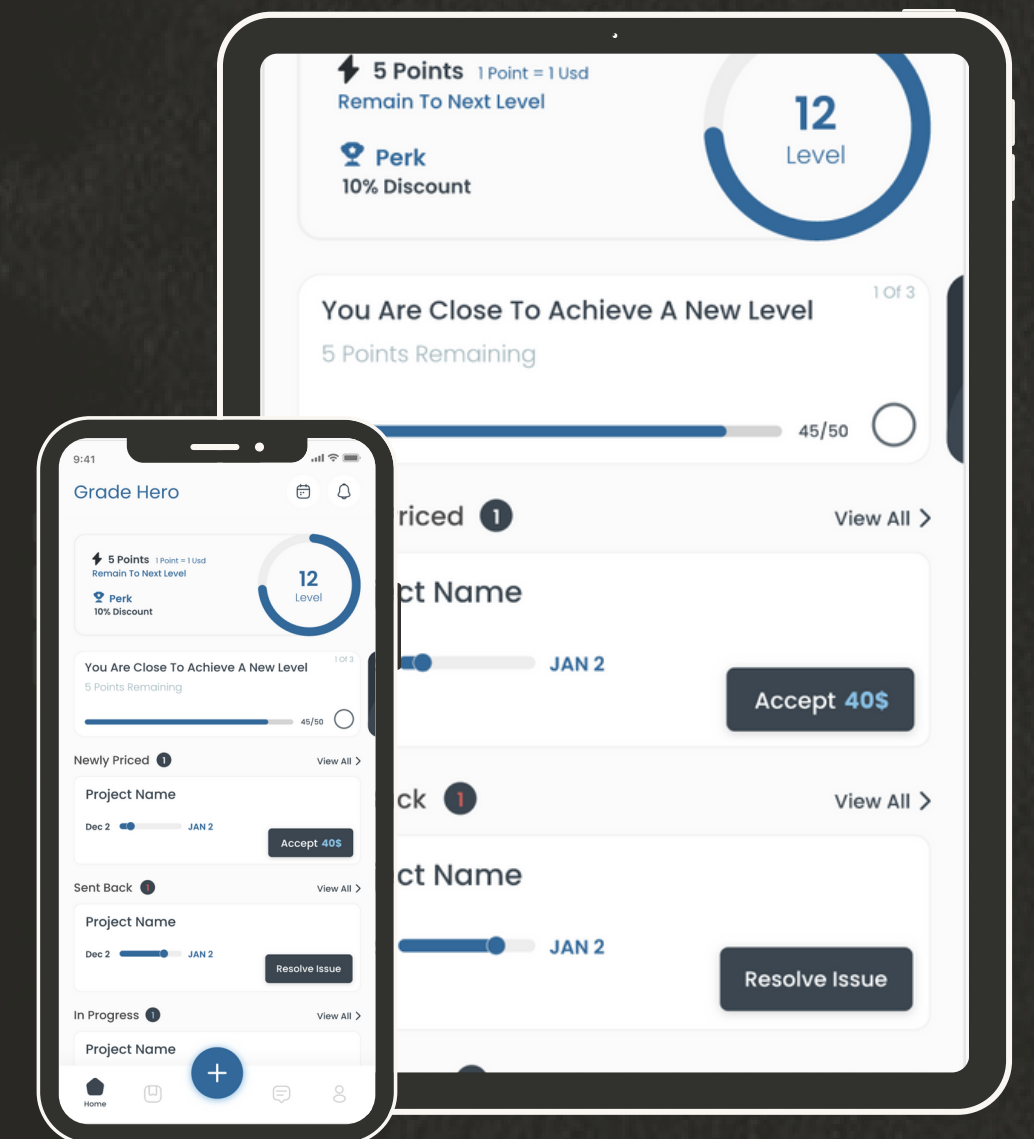 5 Points 1 Point = 1 Usd
Remain To Next Level
Perk
10% Discount
12
Level
You Are Close To Achieve A New Level
1 Of 3
5 Points Remaining
45/50
riced 1
View All
ct Name
JAN 2
Accept 40$
ck 1
View All
ct Name
JAN 2
Resolve Issue
9:41
Grade Hero
5 Points 1 Point = 1 Usd
Remain To Next Level
Perk
10% Discount
12
Level
You Are Close To Achieve A New Level
1 Of 3
5 Points Remaining
45/50
Newly Priced 1
View All
Project Name
Dec 2 JAN 2
Accept 40$
Sent Back 1
View All
Project Name
Dec 2 JAN 2
Resolve Issue
In Progress 1
View All
Project Name
Home